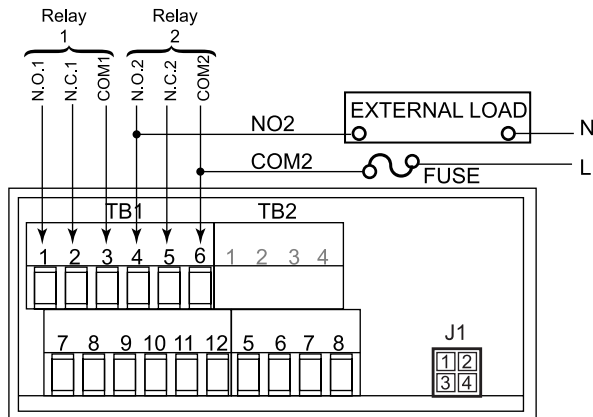 Relay 1
Relay 2
N.O.1
N.C.1
COM1
N.O.2
N.C.2
COM2
NO2
EXTERNAL LOAD
N
COM2
FUSE
L
TB1
TB2
1 2 3 4 5 6
1 2 3 4
7 8 9 10 11 12
5 6 7 8
J1
1 2
3 4